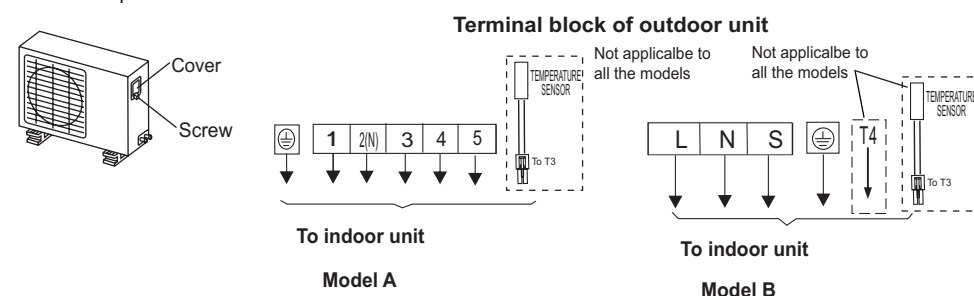 Terminal block of outdoor unit
Cover
Screw
1 2(N) 3 4 5
TEMPERATURE
SENSOR
To T3
Not applicalbe to
all the models
To indoor unit
Model A
Not applicalbe to
all the models
L N S T4
TEMPERATURE
SENSOR
To T3
To indoor unit
Model B